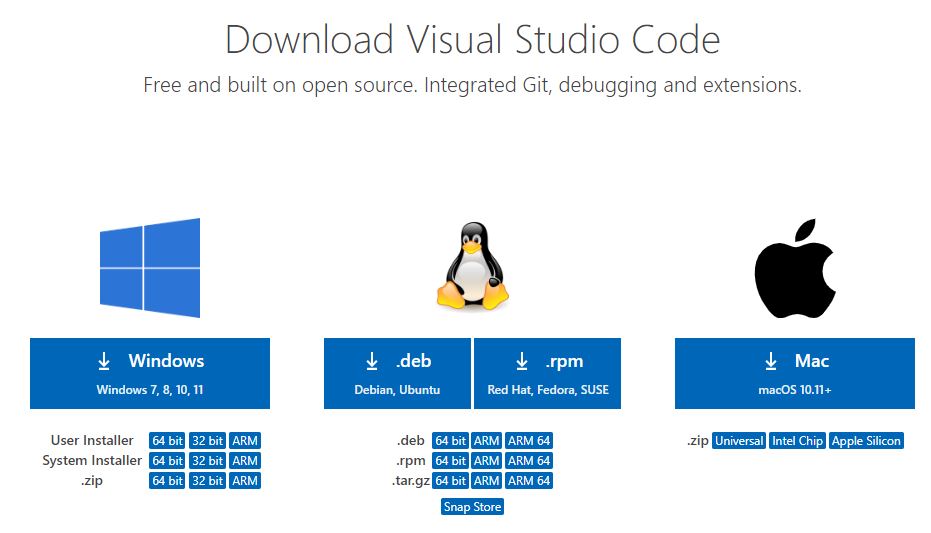 Download Visual Studio Code
Free and built on open source. Integrated Git, debugging and extensions.
Windows
Windows 7, 8, 10, 11
User Installer 64 bit 32 bit ARM
System Installer 64 bit 32 bit ARM
.zip 64 bit 32 bit ARM
.deb
Debian, Ubuntu
.rpm
Red Hat, Fedora, SUSE
.deb 64 bit ARM ARM 64
.rpm 64 bit ARM ARM 64
.tar.gz 64 bit ARM ARM 64
Snap Store
Mac
macOS 10.11+
.zip Universal Intel Chip Apple Silicon